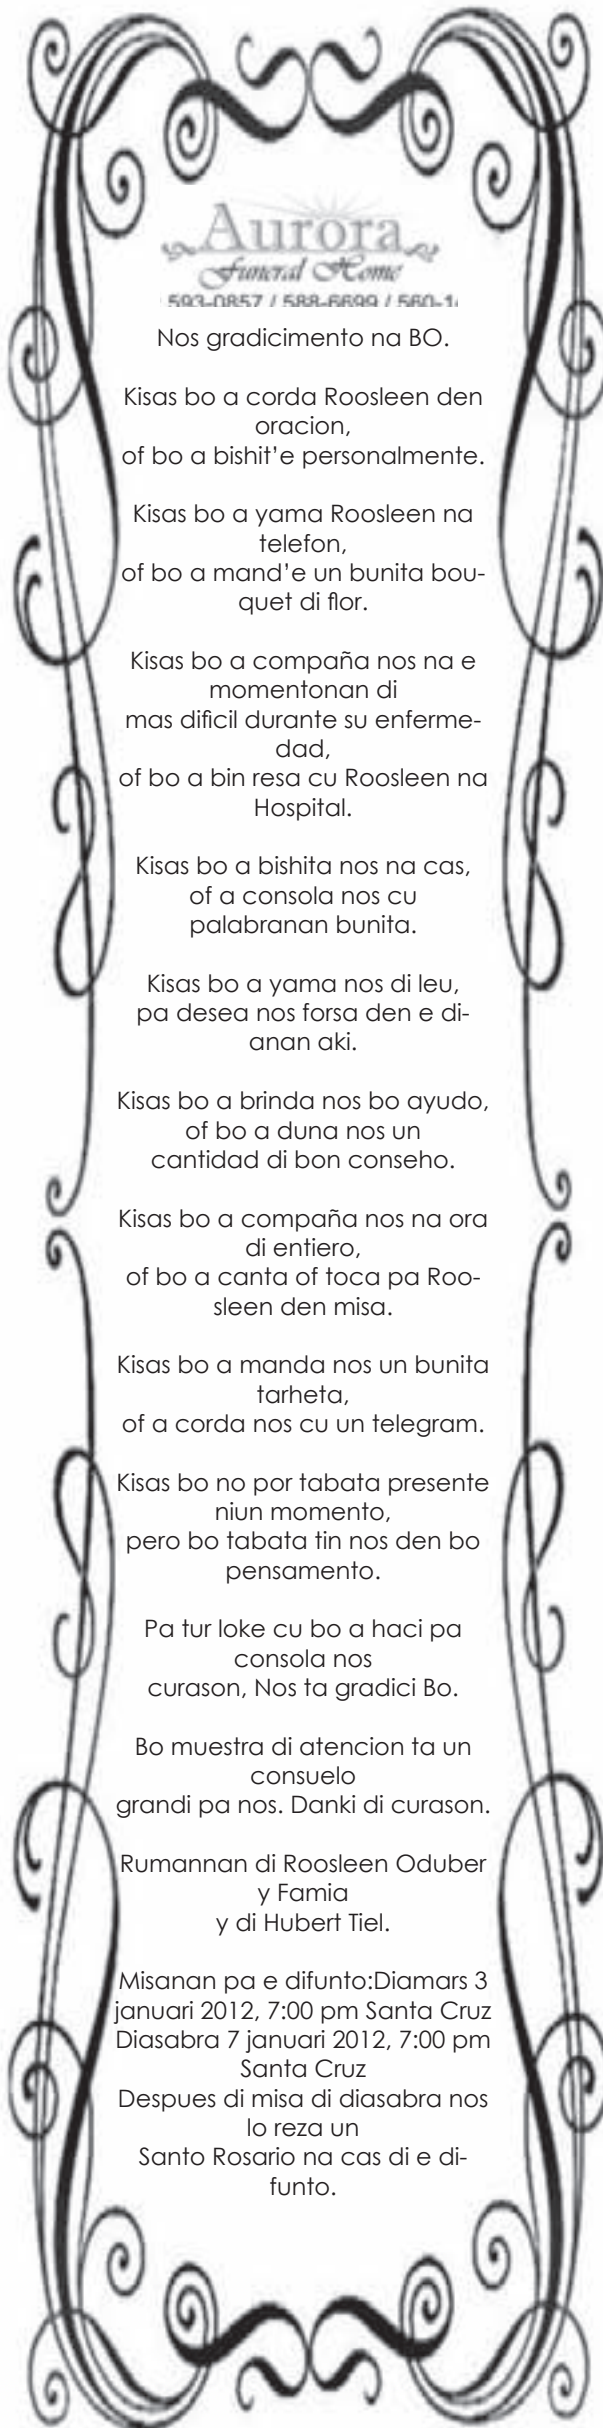 Aurora
Funeral Home
593-0857 / 588-6699 / 560-1
Nos gradicimento na BO.
Kisas bo a corda Roosleen den
oracion,
of bo a bishit’e personalmente.
Kisas bo a yama Roosleen na
telefon,
of bo a mand’e un bunita bou-
quet di flor.
Kisas bo a compaña nos na e
momentonan di
mas dificil durante su enferme-
dad,
of bo a bin resa cu Roosleen na
Hospital.
Kisas bo a bishita nos na cas,
of a consola nos cu
palabranan bunita.
Kisas bo a yama nos di leu,
pa desea nos forsa den e di-
anan aki.
Kisas bo a brinda nos bo ayudo,
of bo a duna nos un
cantidad di bon conseho.
Kisas bo a compaña nos na ora
di entiero,
of bo a canta of toca pa Roo-
sleen den misa.
Kisas bo a manda nos un bunita
tarheta,
of a corda nos cu un telegram.
Kisas bo no por tabata presente
niun momento,
pero bo tabata tin nos den bo
pensamento.
Pa tur loke cu bo a haci pa
consola nos
curason, Nos ta gradici Bo.
Bo muestra di atencion ta un
consuelo
grandi pa nos. Danki di curason.
Rumannan di Roosleen Oduber
y Famia
y di Hubert Tiel.
Misanan pa e difunto:Diamars 3
januari 2012, 7:00 pm Santa Cruz
Diasabra 7 januari 2012, 7:00 pm
Santa Cruz
Despues di misa di diasabra nos
lo reza un
Santo Rosario na cas di e di-
funto.